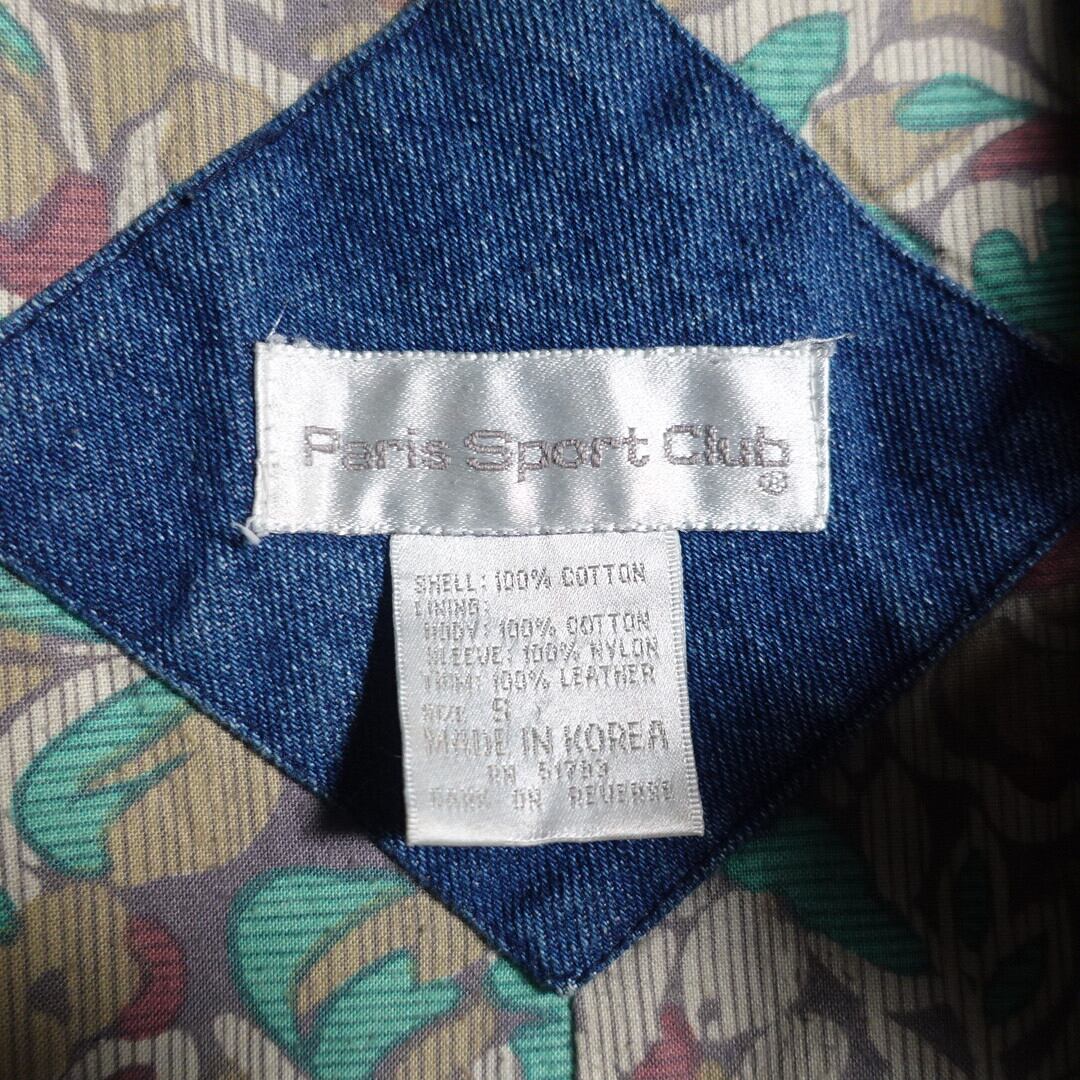 Paris Sport Club
®
SHELL: 100% COTTON
LINING:
BODY: 100% COTTON
SLEEVE: 100% NYLON
TRIM: 100% LEATHER
SIZE S
MADE IN KOREA
RN 51753
CARE ON REVERSE